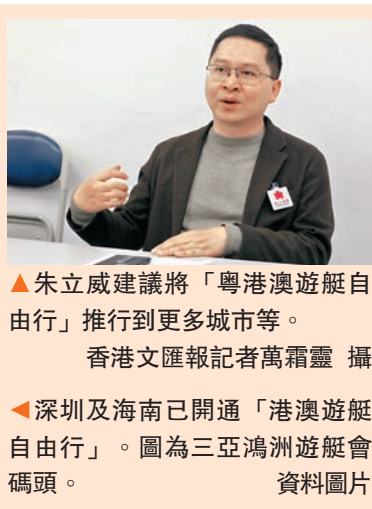 ▲朱立威建議將「粵港澳遊艇自
由行」推行到更多城市等。
香港文匯報記者萬霜靈 攝
◀深圳及海南已開通「港澳遊艇
自由行」。圖為三亞鴻洲遊艇會
碼頭。 資料圖片